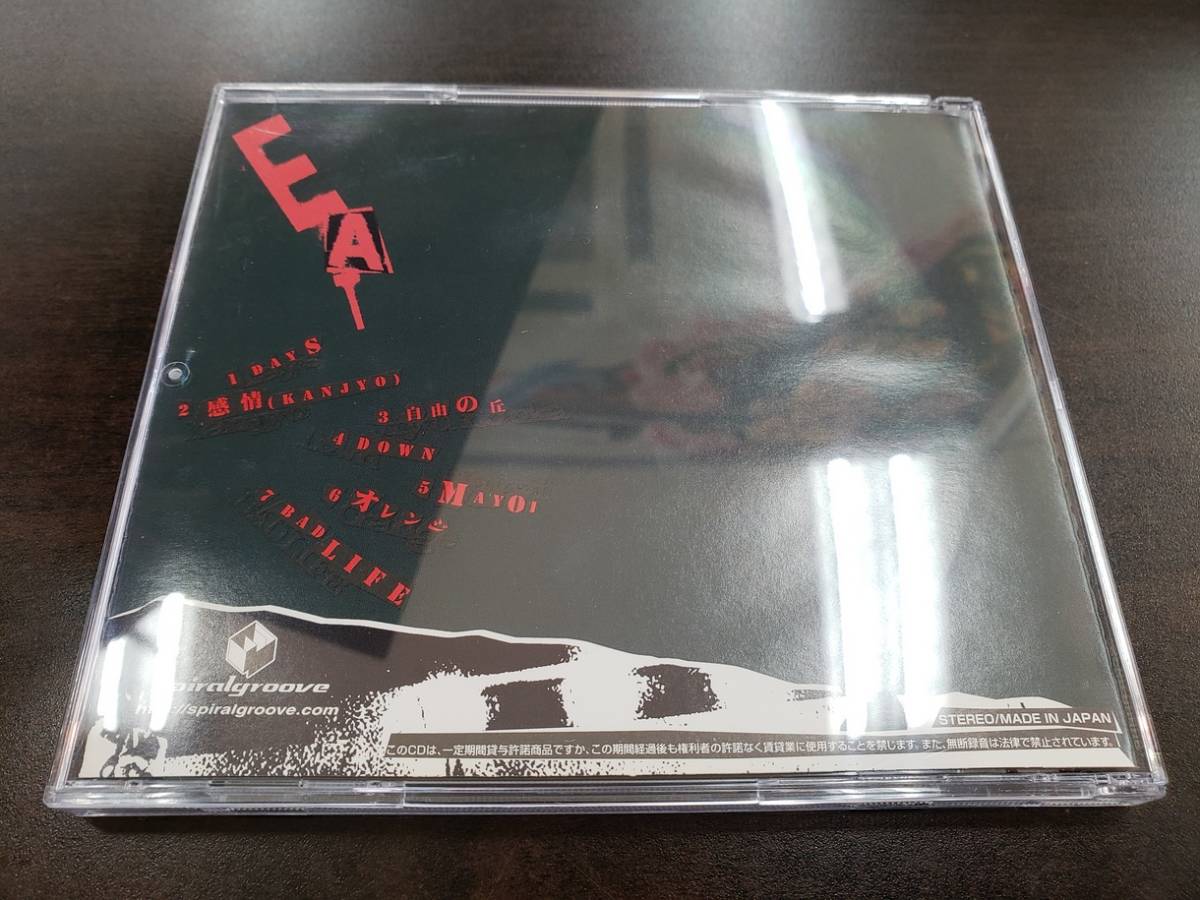 EAT
1 DAYS
2 感情(KANJYO)
3 自由の丘
4 DOWN
5 MAYOI
6 オレンジ
7 BAD LIFE
spiralgroove
http://spiralgroove.com
STEREO/MADE IN JAPAN
このCDは、一定期間貸与許諾商品ですか、この期間経過後も権利者の許諾なく賃貸業に使用することを禁じます。また、無断録音は法律で禁止されています。